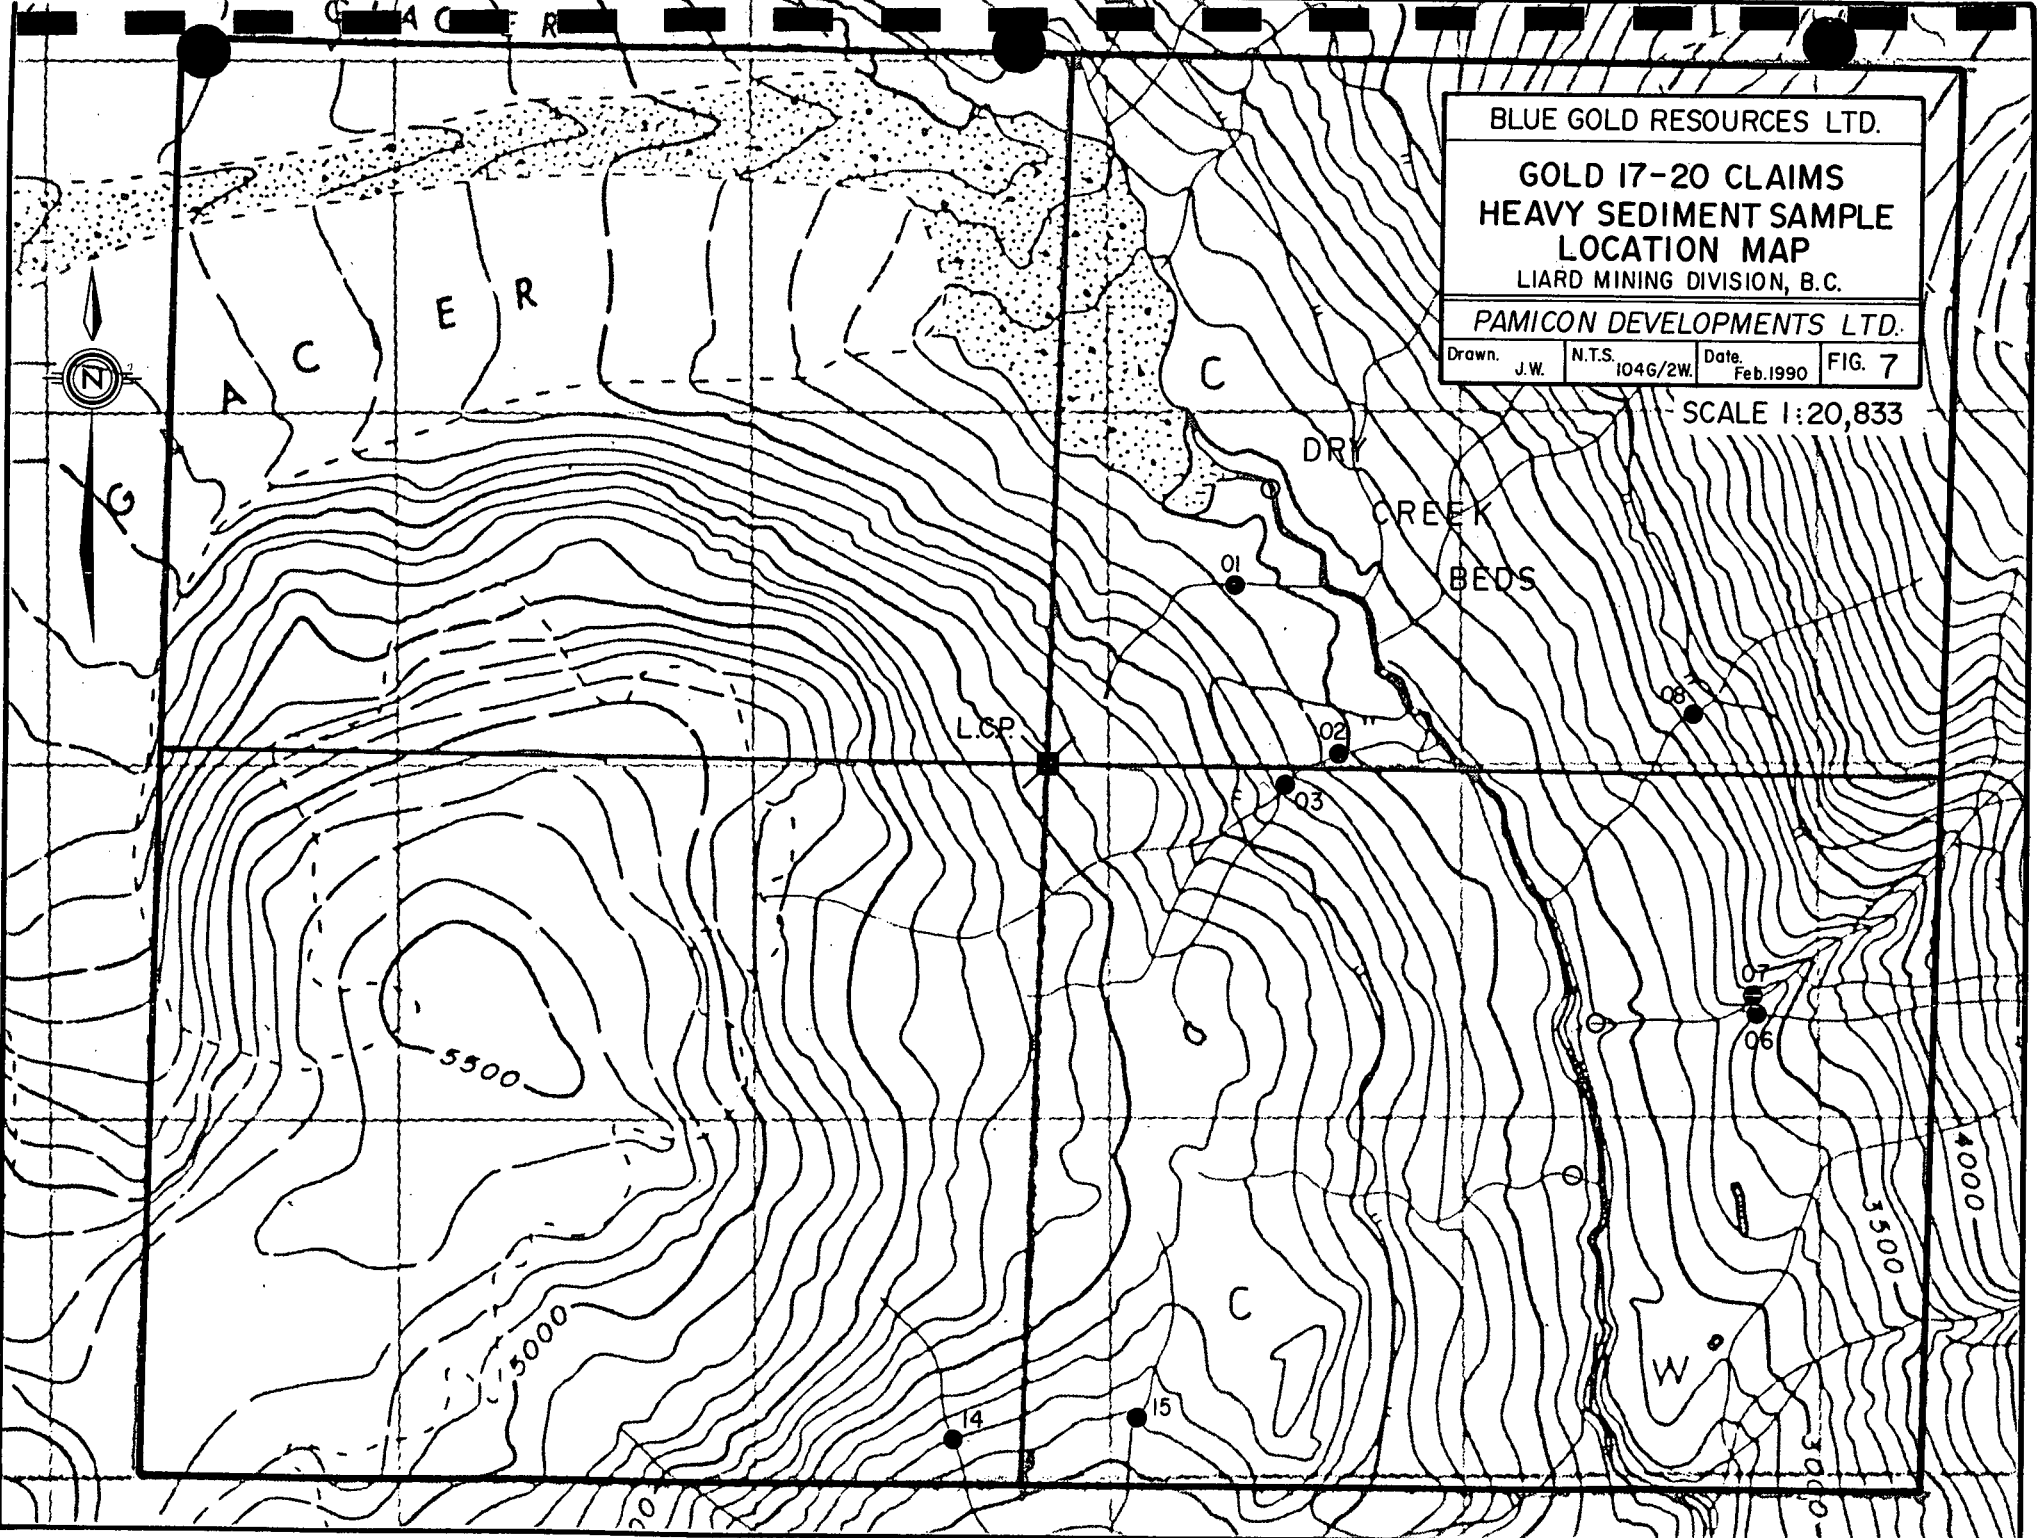 GLACER
BLUE GOLD RESOURCES LTD.
GOLD 17-20 CLAIMS
HEAVY SEDIMENT SAMPLE
LOCATION MAP
LIARD MINING DIVISION, B.C.
PAMICON DEVELOPMENTS LTD.
Drawn. J.W.
N.T.S. 104G/2W.
Date. Feb. 1990
FIG. 7
SCALE 1:20,833
G A C E R
N
C
DRY
CREEK
BEDS
01
08
L.C.P.
02
03
07
06
5500
4000
3500
C
5000
W
14
15
3000